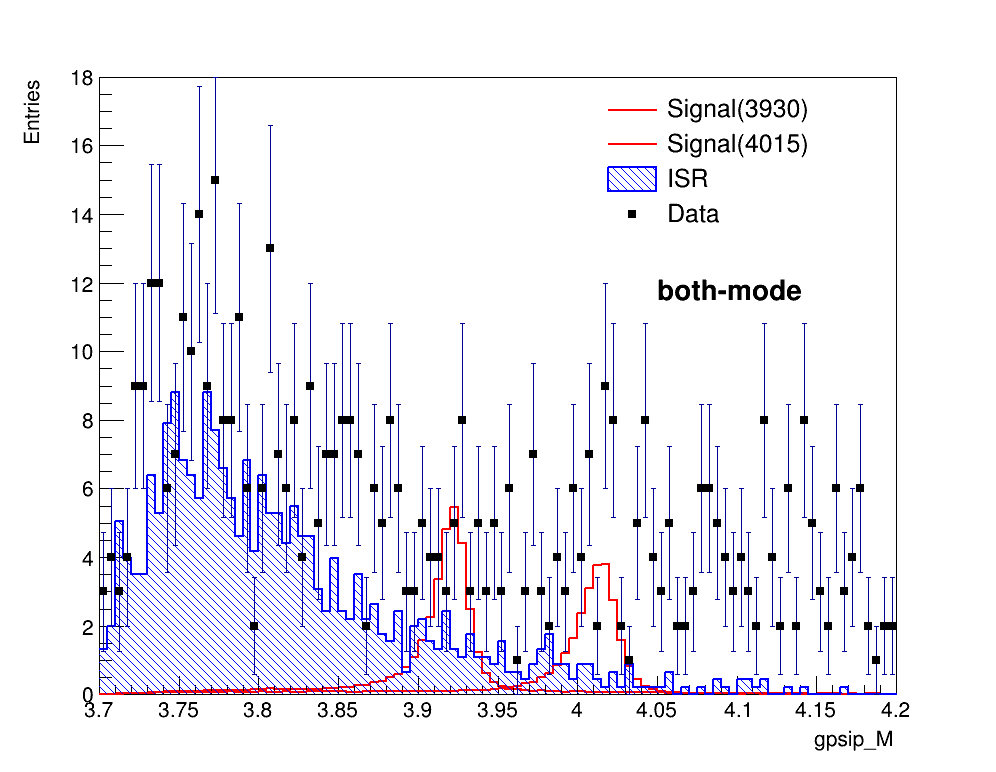 Entries
18
16
14
12
10
8
6
4
2
0
Signal(3930)
Signal(4015)
ISR
Data
both-mode
3.7 3.75 3.8 3.85 3.9 3.95 4 4.05 4.1 4.15 4.2
gpsip_M